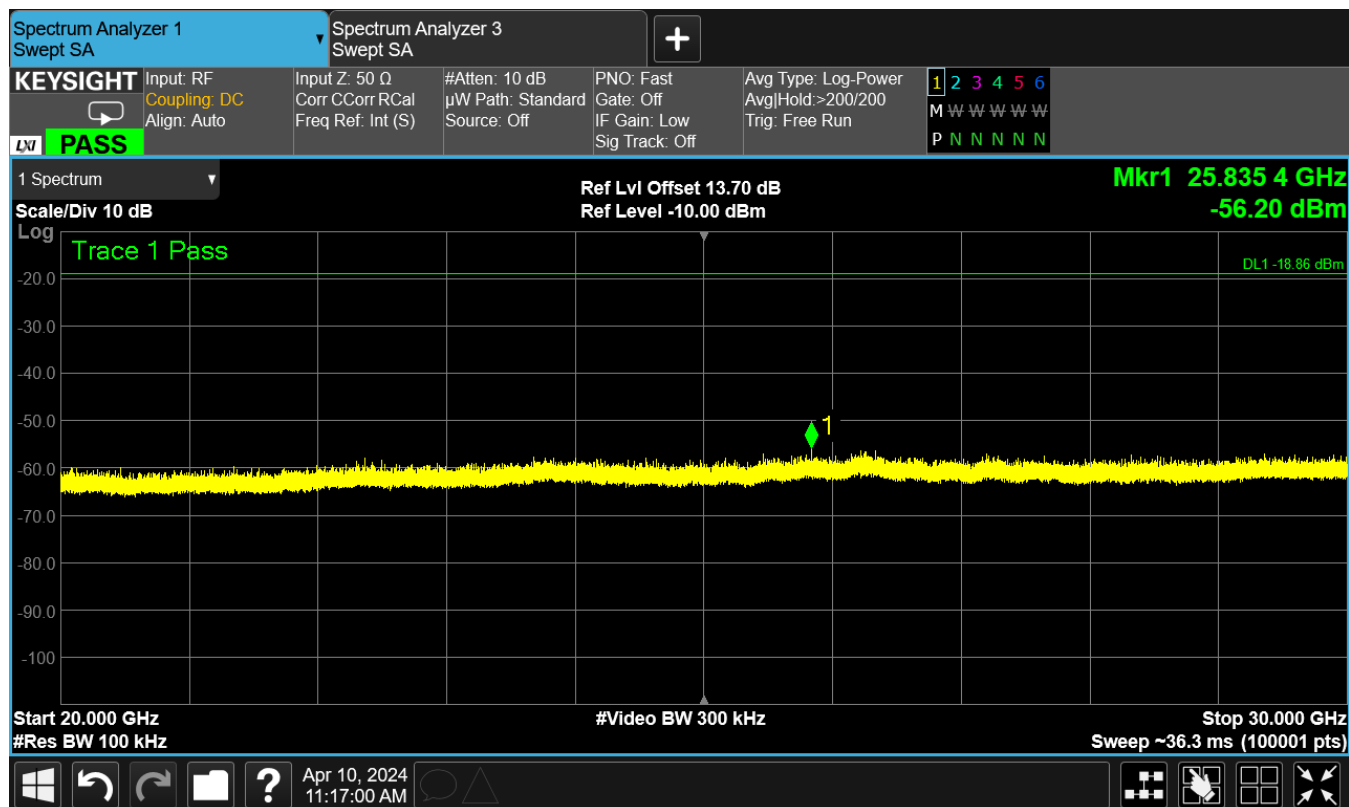 Spectrum Analyzer 1
Swept SA
Spectrum Analyzer 3
Swept SA
+
KEYSIGHT
LXI
PASS
Input: RF
Coupling: DC
Align: Auto
Input Z: 50 Ω
Corr CCorr RCal
Freq Ref: Int (S)
#Atten: 10 dB
µW Path: Standard
Source: Off
PNO: Fast
Gate: Off
IF Gain: Low
Sig Track: Off
Avg Type: Log-Power
Avg|Hold:>200/200
Trig: Free Run
1 2 3 4 5 6
M W W W W W
P N N N N N
1 Spectrum
Scale/Div 10 dB
Log
Ref Lvl Offset 13.70 dB
Ref Level -10.00 dBm
Mkr1 25.835 4 GHz
-56.20 dBm
Trace 1 Pass
DL1 -18.86 dBm
-20.0
-30.0
-40.0
-50.0
1
-60.0
-70.0
-80.0
-90.0
-100
Start 20.000 GHz
#Res BW 100 kHz
#Video BW 300 kHz
Stop 30.000 GHz
Sweep ~36.3 ms (100001 pts)
?
Apr 10, 2024
11:17:00 AM